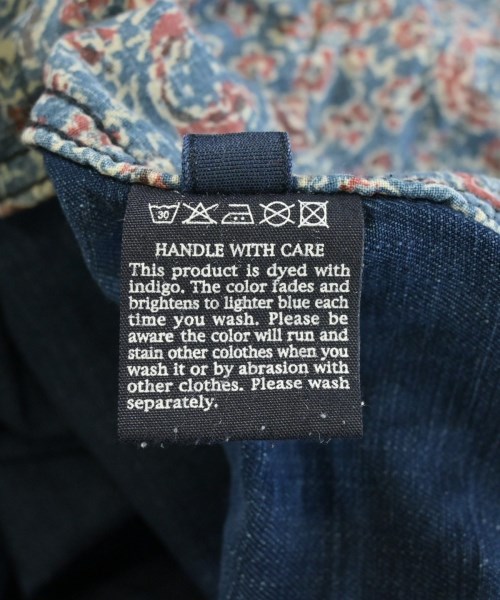 30
HANDLE WITH CARE
This product is dyed with
indigo. The color fades and
brightens to lighter blue each
time you wash. Please be
aware the color will run and
stain other colothes when you
wash it or by abrasion with
other clothes. Please wash
separately.